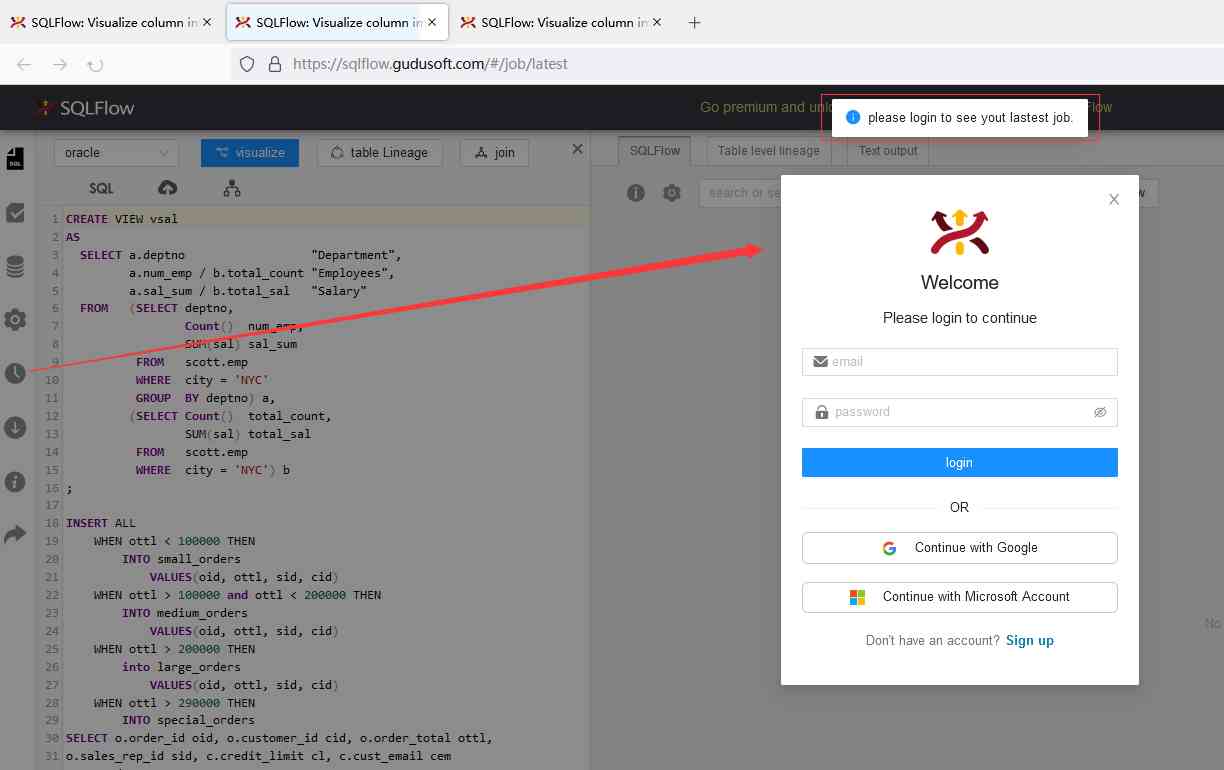 SQLFlow: Visualize column in
SQLFlow: Visualize column in
SQLFlow: Visualize column in
https://sqlflow.gudusoft.com/#/job/latest
SQLFlow
Go premium and unl
low
please login to see yout lastest job.
oracle
visualize
table Lineage
join
SQLFlow
Table level lineage
Text output
SQL
search or se
w
1 CREATE VIEW vsal
2 AS
3 SELECT a.deptno "Department",
4 a.num_emp / b.total_count "Employees",
5 a.sal_sum / b.total_sal "Salary"
6 FROM (SELECT deptno,
7 Count() num_emp,
8 SUM(sal) sal_sum
9 FROM scott.emp
10 WHERE city = 'NYC'
11 GROUP BY deptno) a,
12 (SELECT Count() total_count,
13 SUM(sal) total_sal
14 FROM scott.emp
15 WHERE city = 'NYC') b
16 ;
17
18 INSERT ALL
19 WHEN ottl < 100000 THEN
20 INTO small_orders
21 VALUES(oid, ottl, sid, cid)
22 WHEN ottl > 100000 and ottl < 200000 THEN
23 INTO medium_orders
24 VALUES(oid, ottl, sid, cid)
25 WHEN ottl > 200000 THEN
26 into large_orders
27 VALUES(oid, ottl, sid, cid)
28 WHEN ottl > 290000 THEN
29 INTO special_orders
30 SELECT o.order_id oid, o.customer_id cid, o.order_total ottl,
31 o.sales_rep_id sid, c.credit_limit cl, c.cust_email cem
Welcome
Please login to continue
email
password
login
OR
Continue with Google
Continue with Microsoft Account
Don't have an account? Sign up
No